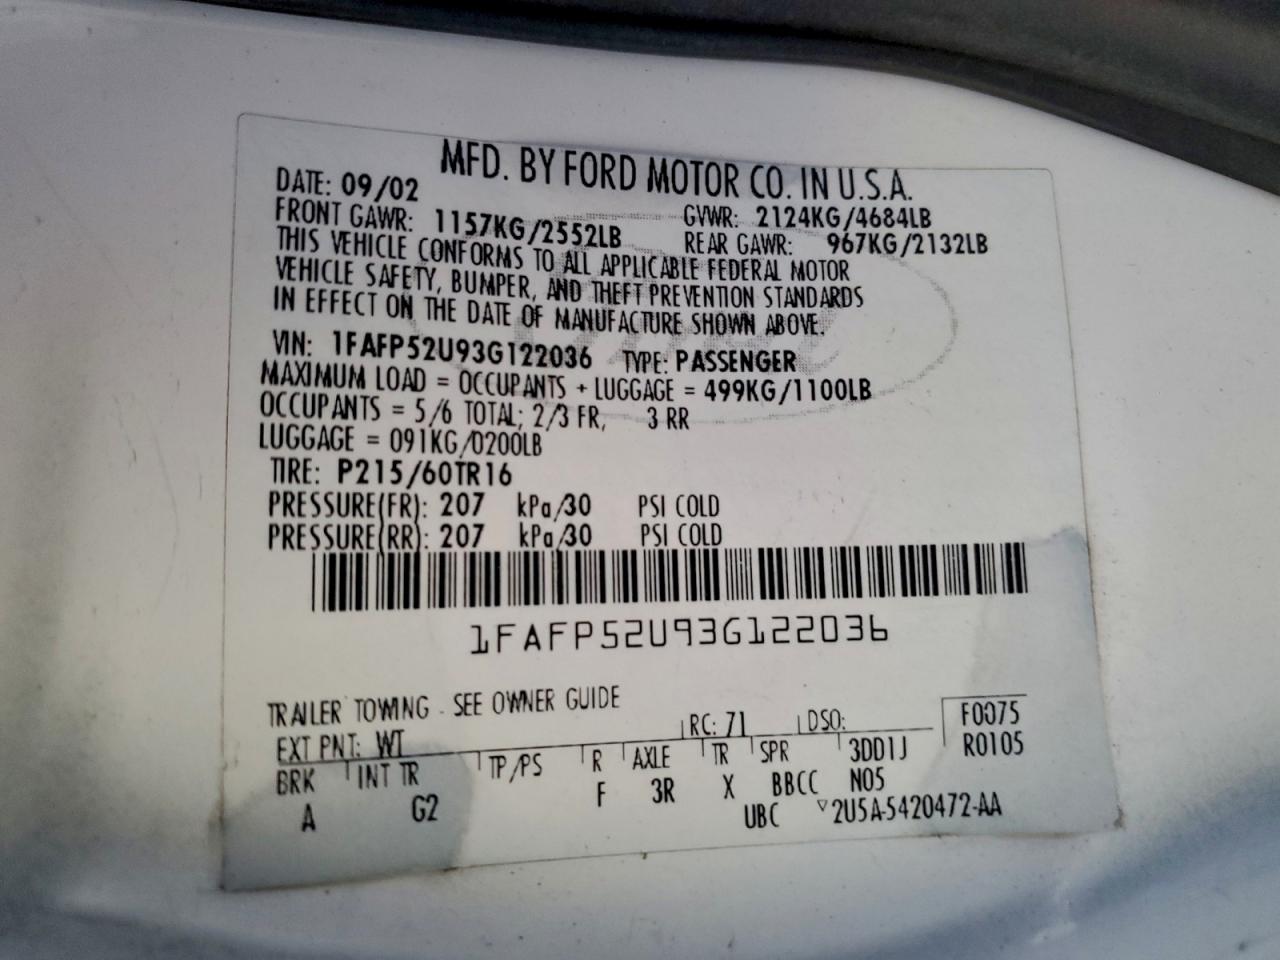 MFD. BY FORD MOTOR CO. IN U.S.A.
DATE: 09/02 GVWR: 2124KG/4684LB
FRONT GAWR: 1157KG/2552LB REAR GAWR: 967KG/2132LB
THIS VEHICLE CONFORMS TO ALL APPLICABLE FEDERAL MOTOR
VEHICLE SAFETY, BUMPER, AND THEFT PREVENTION STANDARDS
IN EFFECT ON THE DATE OF MANUFACTURE SHOWN ABOVE.
VIN: 1FAFP52U93G122036 TYPE: PASSENGER
MAXIMUM LOAD = OCCUPANTS + LUGGAGE = 499KG/1100LB
OCCUPANTS = 5/6 TOTAL; 2/3 FR, 3 RR
LUGGAGE = 091KG/0200LB
TIRE: P215/60TR16
PRESSURE(FR): 207 kPa/30 PSI COLD
PRESSURE(RR): 207 kPa/30 PSI COLD
1FAFP52U93G122036
TRAILER TOWING - SEE OWNER GUIDE
EXT PNT: WT RC: 71 DSO: F0075
BRK INT TR TP/PS R AXLE TR SPR 3DD1J R0105
A G2 F 3R X BBCC N05
UBC 2U5A-5420472-AA